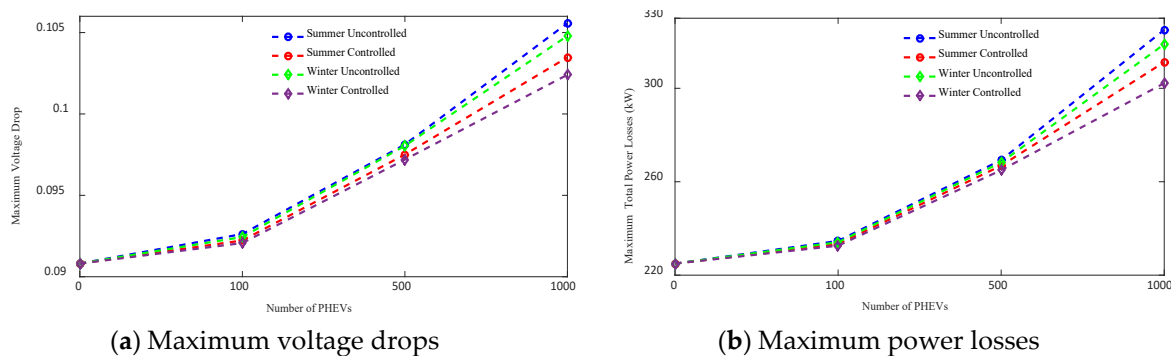 0.105
0.1
0.095
0.09
Maximum Voltage Drop
Summer Uncontrolled
Summer Controlled
Winter Uncontrolled
Winter Controlled
0
100
500
1000
Number of PHEVs
(a) Maximum voltage drops
330
300
260
220
Maximum Total Power Losses (kW)
Summer Uncontrolled
Summer Controlled
Winter Uncontrolled
Winter Controlled
0
100
500
1000
Number of PHEVs
(b) Maximum power losses